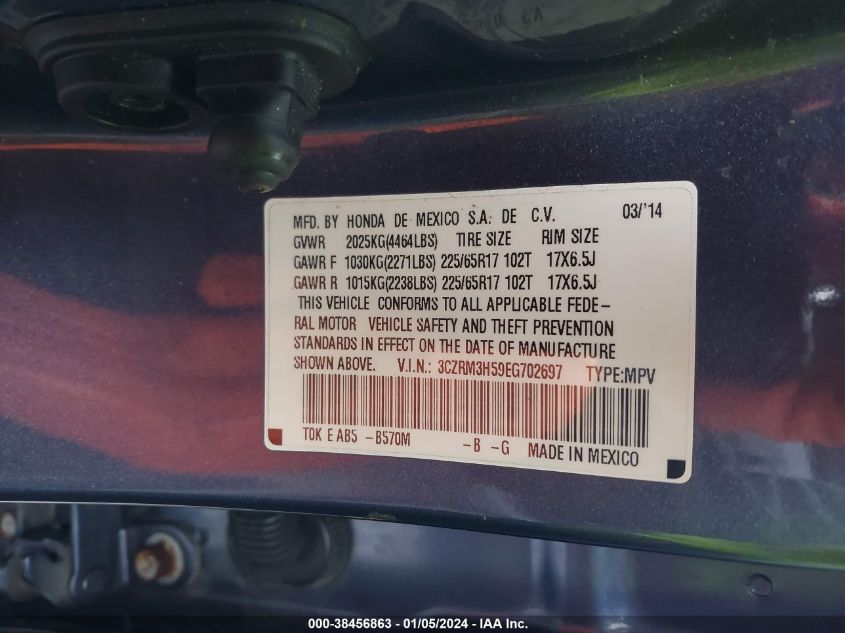 MFD. BY HONDA DE MEXICO S.A. DE C.V. 03/'14
GVWR 2025KG(4464LBS) TIRE SIZE RIM SIZE
GAWR F 1030KG(2271LBS) 225/65R17 102T 17X6.5J
GAWR R 1015KG(2238LBS) 225/65R17 102T 17X6.5J
THIS VEHICLE CONFORMS TO ALL APPLICABLE FEDE-
RAL MOTOR VEHICLE SAFETY AND THEFT PREVENTION
STANDARDS IN EFFECT ON THE DATE OF MANUFACTURE
SHOWN ABOVE. V.I.N.: 3CZRM3H59EG702697 TYPE:MPV
T0K E AB5 -B570M -B -G MADE IN MEXICO
000-38456863 - 01/05/2024 - IAA Inc.